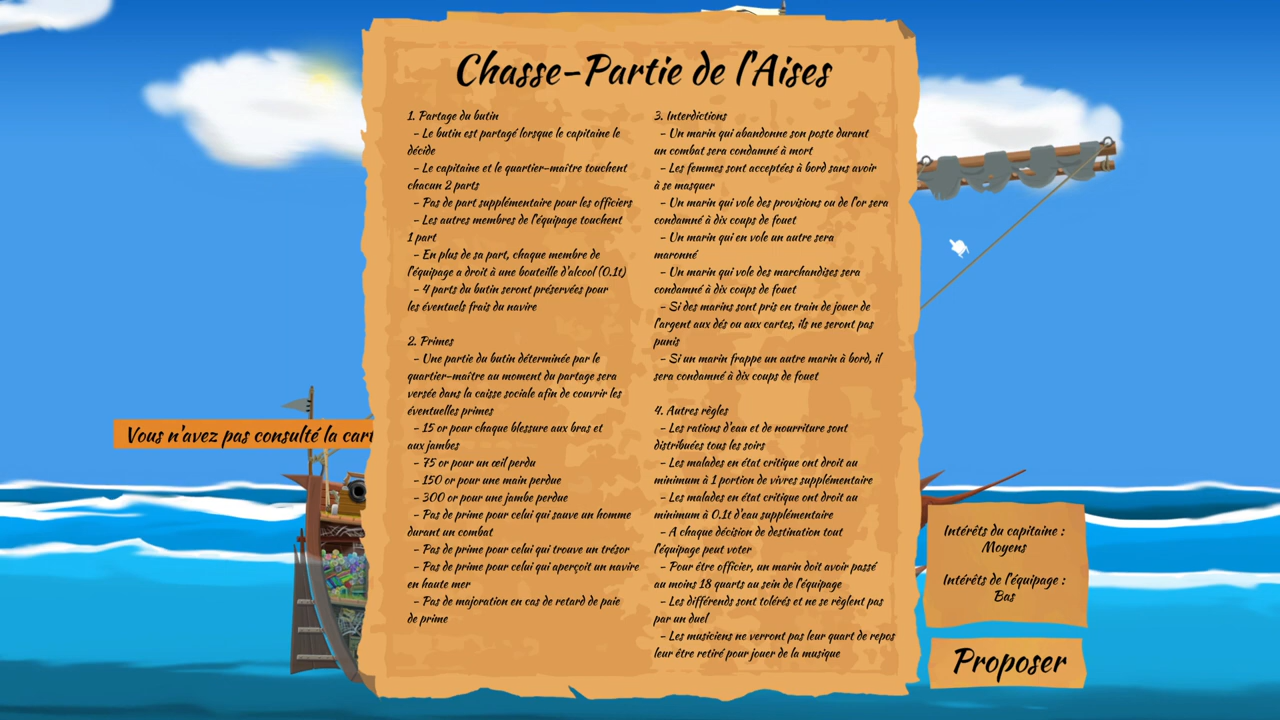 Chasse-Partie de l'Aises
1. Partage du butin
- Le butin est partagé lorsque le capitaine le
décide
- Le capitaine et le quartier-maître touchent
chacun 2 parts
- Pas de part supplémentaire pour les officiers
- Les autres membres de l'équipage touchent
1 part
- En plus de sa part, chaque membre de
l'équipage a droit à une bouteille d'alcool (0.1t)
- 4 parts du butin seront préservées pour
les éventuels frais du navire
2. Primes
- Une partie du butin déterminée par le
quartier-maitre au moment du partage sera
versée dans la caisse sociale afin de couvrir les
éventuelles primes
- 15 or pour chaque blessure aux bras et
aux jambes
- 75 or pour un œil perdu
- 150 or pour une main perdue
- 300 or pour une jambe perdue
- Pas de prime pour celui qui sauve un homme
durant un combat
- Pas de prime pour celui qui trouve un trésor
- Pas de prime pour celui qui aperçoit un navire
en haute mer
- Pas de majoration en cas de retard de paie
de prime
3. Interdictions
- Un marin qui abandonne son poste durant
un combat sera condamné à mort
- Les femmes sont acceptées à bord sans avoir
à se masquer
- Un marin qui vole des provisions ou de l'or sera
condamné à dix coups de fouet
- Un marin qui en vole un autre sera
maronné
- Un marin qui vole des marchandises sera
condamné à dix coups de fouet
- Si des marins sont pris en train de jouer de
l'argent aux dés ou aux cartes, ils ne seront pas
punis
- Si un marin frappe un autre marin à bord, il
sera condamné à dix coups de fouet
4. Autres règles
- Les rations d'eau et de nourriture sont
distribuées tous les soirs
- Les malades en état critique ont droit au
minimum à 1 portion de vivres supplémentaire
- Les malades en état critique ont droit au
minimum à 0.1t d'eau supplémentaire
- A chaque décision de destination tout
l'équipage peut voter
- Pour être officier, un marin doit avoir passé
au moins 18 quarts au sein de l'équipage
- Les différends sont tolérés et ne se règlent pas
par un duel
- Les musiciens ne verront pas leur quart de repos
leur être retiré pour jouer de la musique
Vous n'avez pas consulté la cart
Intérêts du capitaine :
Moyens
Intérêts de l'équipage :
Bas
Proposer